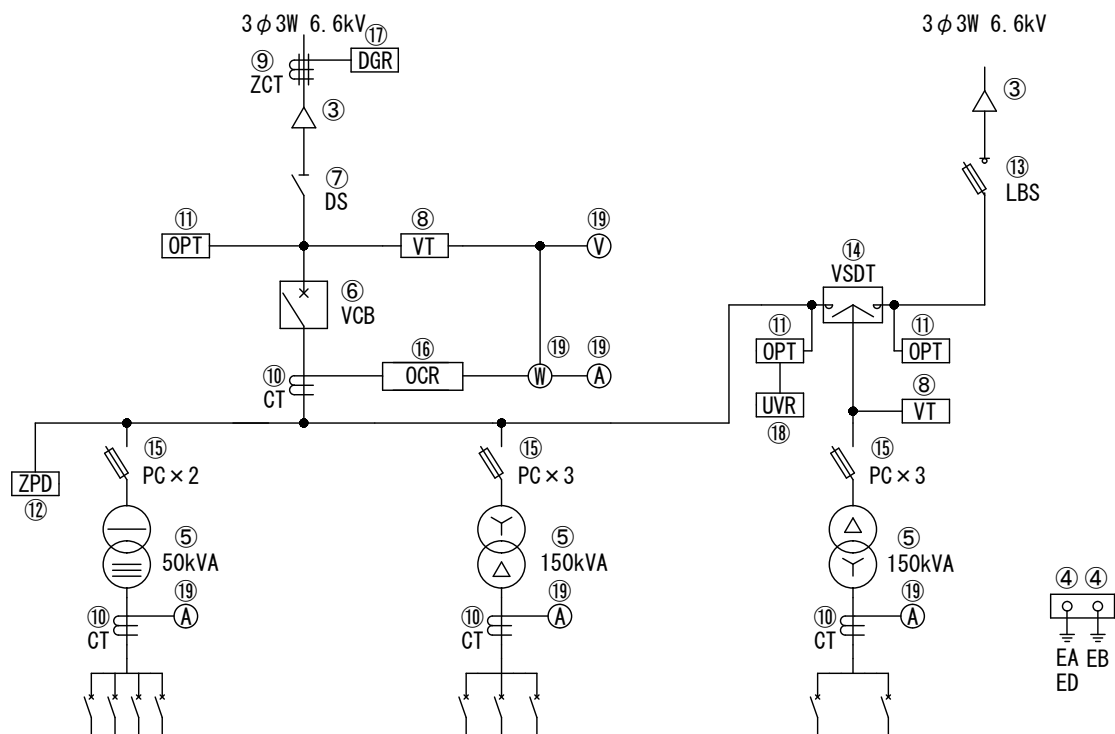 3φ3W 6.6kV
3φ3W 6.6kV
⑰
DGR
⑨
ZCT
③
③
⑦
DS
⑬
LBS
⑪
OPT
⑧
VT
⑲
V
⑭
VSDT
⑥
VCB
⑪
OPT
⑪
OPT
⑩
CT
⑯
OCR
⑲
W
⑲
A
UVR
⑱
⑧
VT
ZPD
⑫
⑮
PC×2
⑮
PC×3
⑮
PC×3
⑤
50kVA
⑤
150kVA
⑤
150kVA
⑩
CT
⑲
A
⑩
CT
⑲
A
⑩
CT
⑲
A
④ ④
EA EB
ED